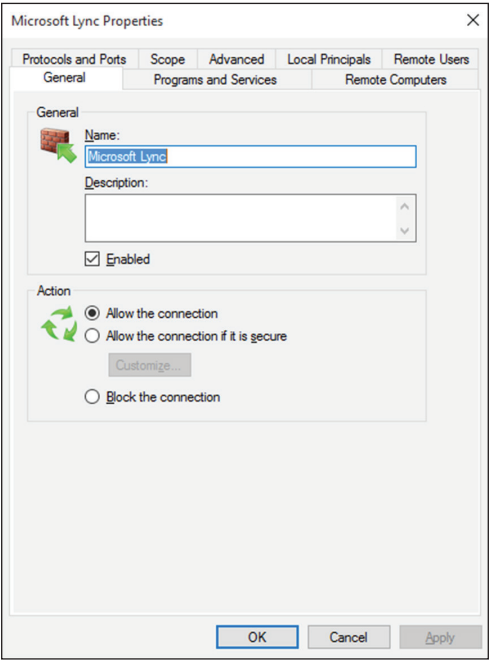 Microsoft Lync Properties
Protocols and Ports Scope Advanced Local Principals Remote Users
General Programs and Services Remote Computers
General
Name:
Microsoft Lync
Description:
Enabled
Action
Allow the connection
Allow the connection if it is secure
Customize...
Block the connection
OK Cancel Apply